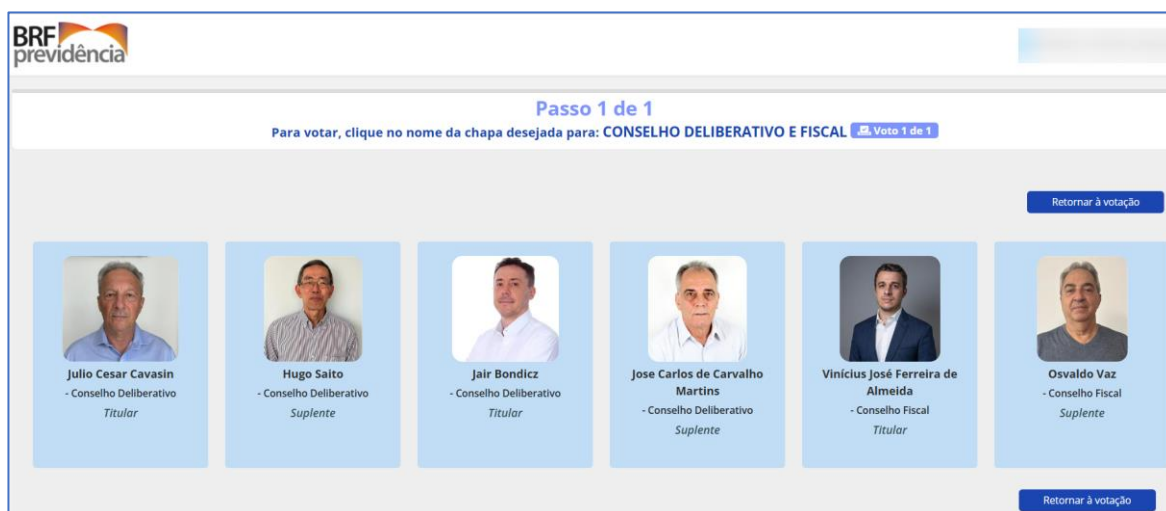 BRF
previdência
Passo 1 de 1
Para votar, clique no nome da chapa desejada para: CONSELHO DELIBERATIVO E FISCAL Voto 1 de 1
Retornar à votação
Julio Cesar Cavasin
- Conselho Deliberativo
Titular
Hugo Saito
- Conselho Deliberativo
Suplente
Jair Bondicz
- Conselho Deliberativo
Titular
Jose Carlos de Carvalho
Martins
- Conselho Deliberativo
Suplente
Vinícius José Ferreira de
Almeida
- Conselho Fiscal
Titular
Osvaldo Vaz
- Conselho Fiscal
Suplente
Retornar à votação